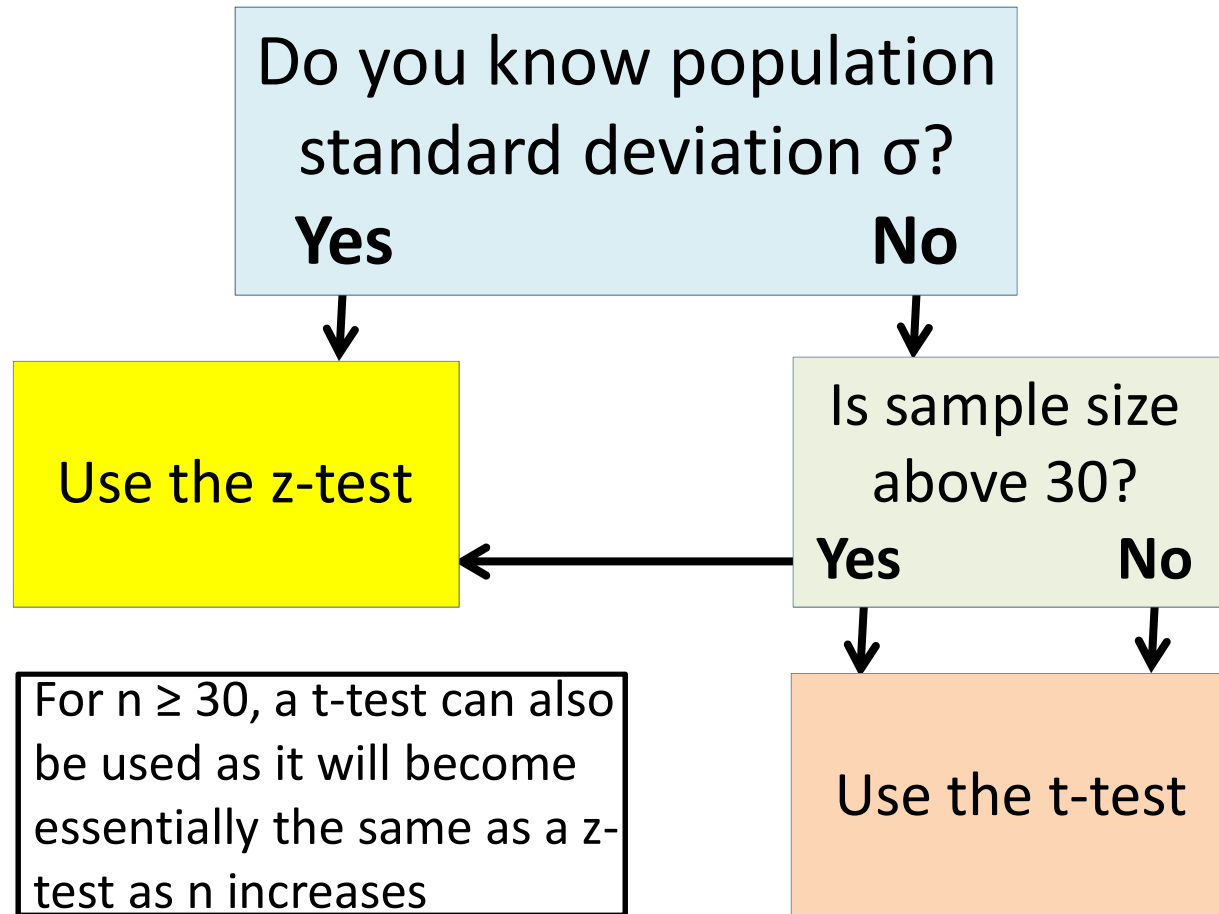 Do you know population
standard deviation σ?
Yes No
Use the z-test
Is sample size
above 30?
Yes No
For n ≥ 30, a t-test can also
be used as it will become
essentially the same as a z-
test as n increases
Use the t-test